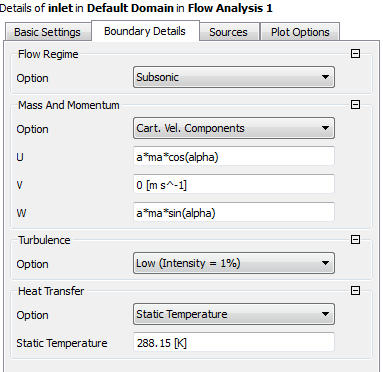 Details of inlet in Default Domain in Flow Analysis 1
Basic Settings Boundary Details Sources Plot Options
Flow Regime
Option Subsonic
Mass And Momentum
Option Cart. Vel. Components
U a*ma*cos(alpha)
V 0 [m s^-1]
W a*ma*sin(alpha)
Turbulence
Option Low (Intensity = 1%)
Heat Transfer
Option Static Temperature
Static Temperature 288.15 [K]